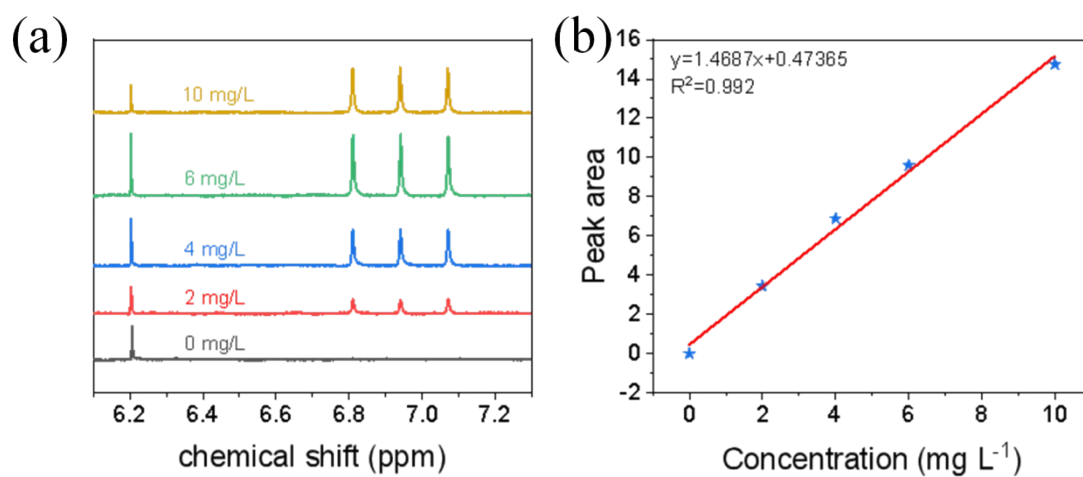 (a)
10 mg/L
6 mg/L
4 mg/L
2 mg/L
0 mg/L
6.2 6.4 6.6 6.8 7.0 7.2
chemical shift (ppm)
(b)
16
14
12
10
8
6
4
2
0
-2
y=1.4687x+0.47365
R²=0.992
Peak area
0 2 4 6 8 10
Concentration (mg L⁻¹)